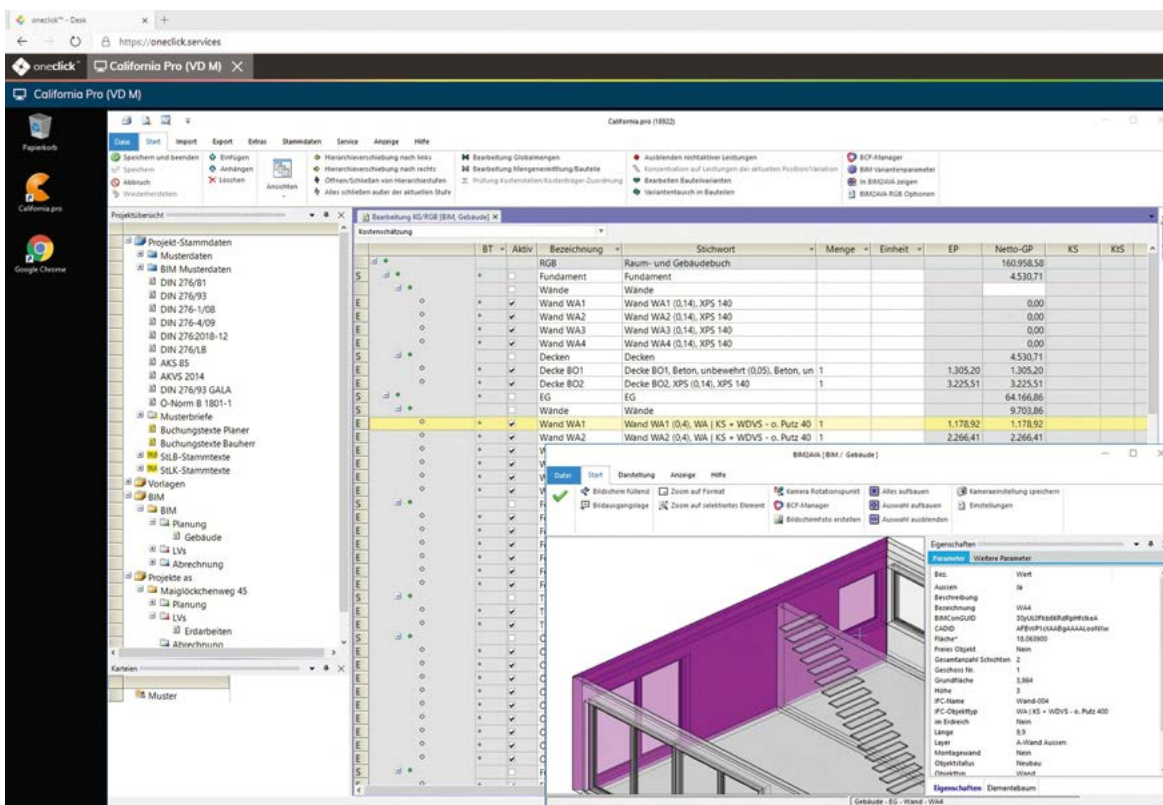 oneclick™ - Desk
https://oneclick.services
oneclick™ California Pro (VD M)
California Pro (VD M)
Papierkorb
California.pro
Google Chrome
California.pro (18922)
Datei Start Import Export Extras Stammdaten Service Anzeige Hilfe
Speichern und beenden
Speichern
Abbruch
Wiederherstellen
Einfügen
Anhängen
Löschen
Ansichten
Hierarchieverschiebung nach links
Hierarchieverschiebung nach rechts
Öffnen/Schließen von Hierarchiestufen
Alles schließen außer der aktuellen Stufe
Bearbeitung Globalmengen
Bearbeitung Mengenermittlung/Bauteile
Prüfung Kostenstellen/Kostenträger-Zuordnung
Ausblenden nichtaktiver Leistungen
Konzentration auf Leistungen der aktuellen Position/Variation
Bearbeiten Bauteilvarianten
Variantentausch in Bauteilen
BCF-Manager
BIM Variantenparameter
In BIM2AVA zeigen
BIM2AVA RGB Optionen
Projektübersicht
Projekt-Stammdaten
Musterdaten
BIM Musterdaten
DIN 276/81
DIN 276/93
DIN 276-1/08
DIN 276-4/09
DIN 276:2018-12
DIN 276/LB
AKS 85
AKVS 2014
DIN 276/93 GALA
Ö-Norm B 1801-1
Musterbriefe
Buchungstexte Planer
Buchungstexte Bauherr
StLB-Stammtexte
StLK-Stammtexte
Vorlagen
BIM
BIM
Planung
Gebäude
LVs
Abrechnung
Projekte as
Maiglöckchenweg 45
Planung
LVs
Erdarbeiten
Abrechnung
Karteien
Muster
Bearbeitung KG/RGB [BIM, Gebäude]
Kostenschätzung
BT Aktiv Bezeichnung Stichwort Menge Einheit EP Netto-GP KS KtS
RGB Raum- und Gebäudebuch 160.958,58
S Fundament Fundament 4.530,71
Wände Wände
E Wand WA1 Wand WA1 (0,14), XPS 140 0,00
E Wand WA2 Wand WA2 (0,14), XPS 140 0,00
E Wand WA3 Wand WA3 (0,14), XPS 140 0,00
E Wand WA4 Wand WA4 (0,14), XPS 140 0,00
S Decken Decken 4.530,71
E Decke BO1 Decke BO1, Beton, unbewehrt (0,05), Beton, un 1 1.305,20 1.305,20
E Decke BO2 Decke BO2, XPS (0,14), XPS 140 1 3.225,51 3.225,51
S EG EG 64.166,86
S Wände Wände 9.703,86
E Wand WA1 Wand WA1 (0,4), WA | KS + WDVS - o. Putz 40 1 1.178,92 1.178,92
E Wand WA2 Wand WA2 (0,4), WA | KS + WDVS - o. Putz 40 1 2.266,41 2.266,41
BIM2AVA [ BIM / Gebäude ]
Datei Start Darstellung Anzeige Hilfe
Bildschirm füllend
Bildausgangslage
Zoom auf Format
Zoom auf selektiertes Element
Kamera Rotationspunkt
BCF-Manager
Bildschirmfoto erstellen
Alles aufbauen
Auswahl aufbauen
Auswahl ausblenden
Kameraeinstellung speichern
Einstellungen
Eigenschaften
Parameter Weitere Parameter
Bez. Wert
Aussen Ja
Beschreibung
Bezeichnung WA4
BIMComGUID
CADID
Fläche* 18.063900
Freies Objekt Nein
Gesamtanzahl Schichten 2
Geschoss Nr. 1
Grundfläche 3,864
Höhe 3
IFC-Name Wand-004
IFC-Objekttyp WA | KS + WDVS - o. Putz 400
im Erdreich Nein
Länge 9,9
Layer A-Wand Aussen
Montagewand Nein
Objektstatus Neubau
Objekttyp Wand
Eigenschaften Elementebaum
Gebäude - EG - Wand - WA4